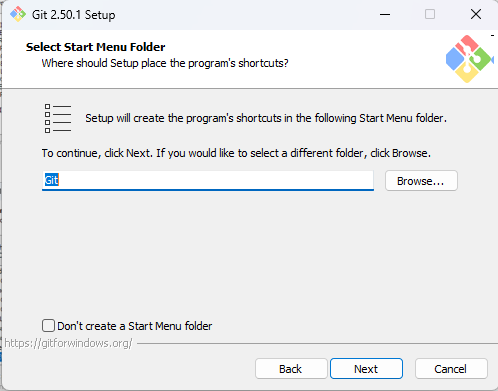 Git 2.50.1 Setup
Select Start Menu Folder
Where should Setup place the program's shortcuts?
Setup will create the program's shortcuts in the following Start Menu folder.
To continue, click Next. If you would like to select a different folder, click Browse.
Git
Browse...
Don't create a Start Menu folder
https://gitforwindows.org/
Back
Next
Cancel